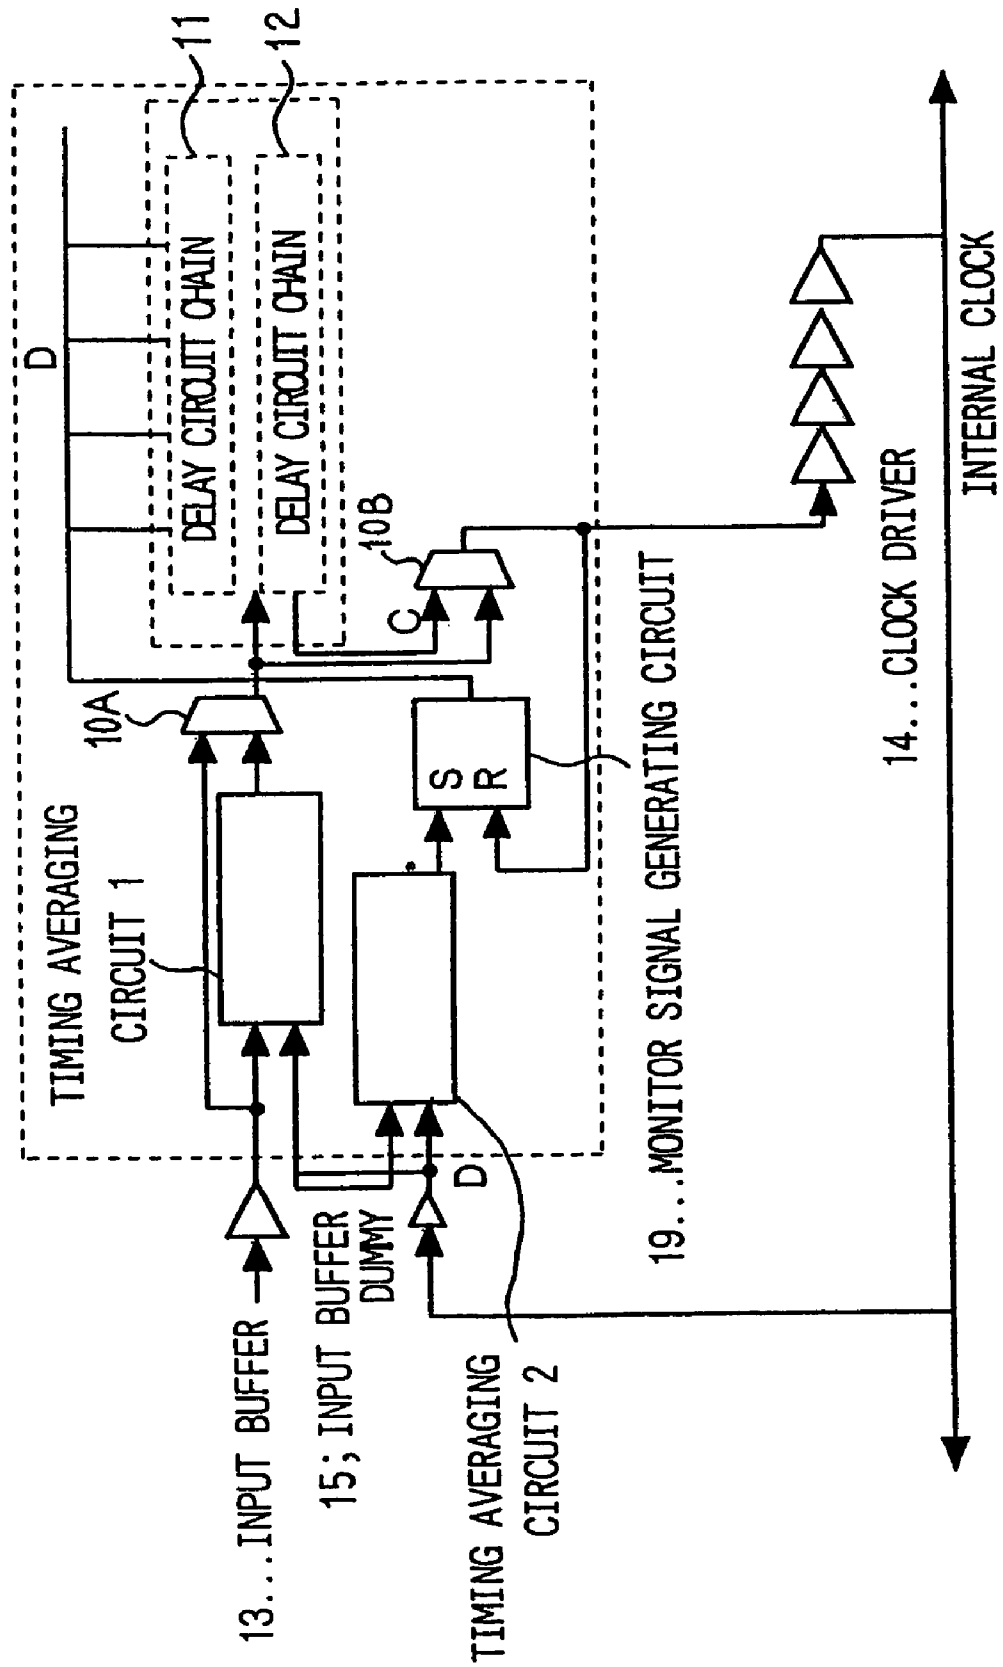 TIMING AVERAGING
CIRCUIT 1
10A
D
11
12
DELAY CIRCUIT CHAIN
DELAY CIRCUIT CHAIN
C
10B
S
R
13...INPUT BUFFER
15;INPUT BUFFER
DUMMY
D
TIMING AVERAGING
CIRCUIT 2
19...MONITOR SIGNAL GENERATING CIRCUIT
14...CLOCK DRIVER
INTERNAL CLOCK